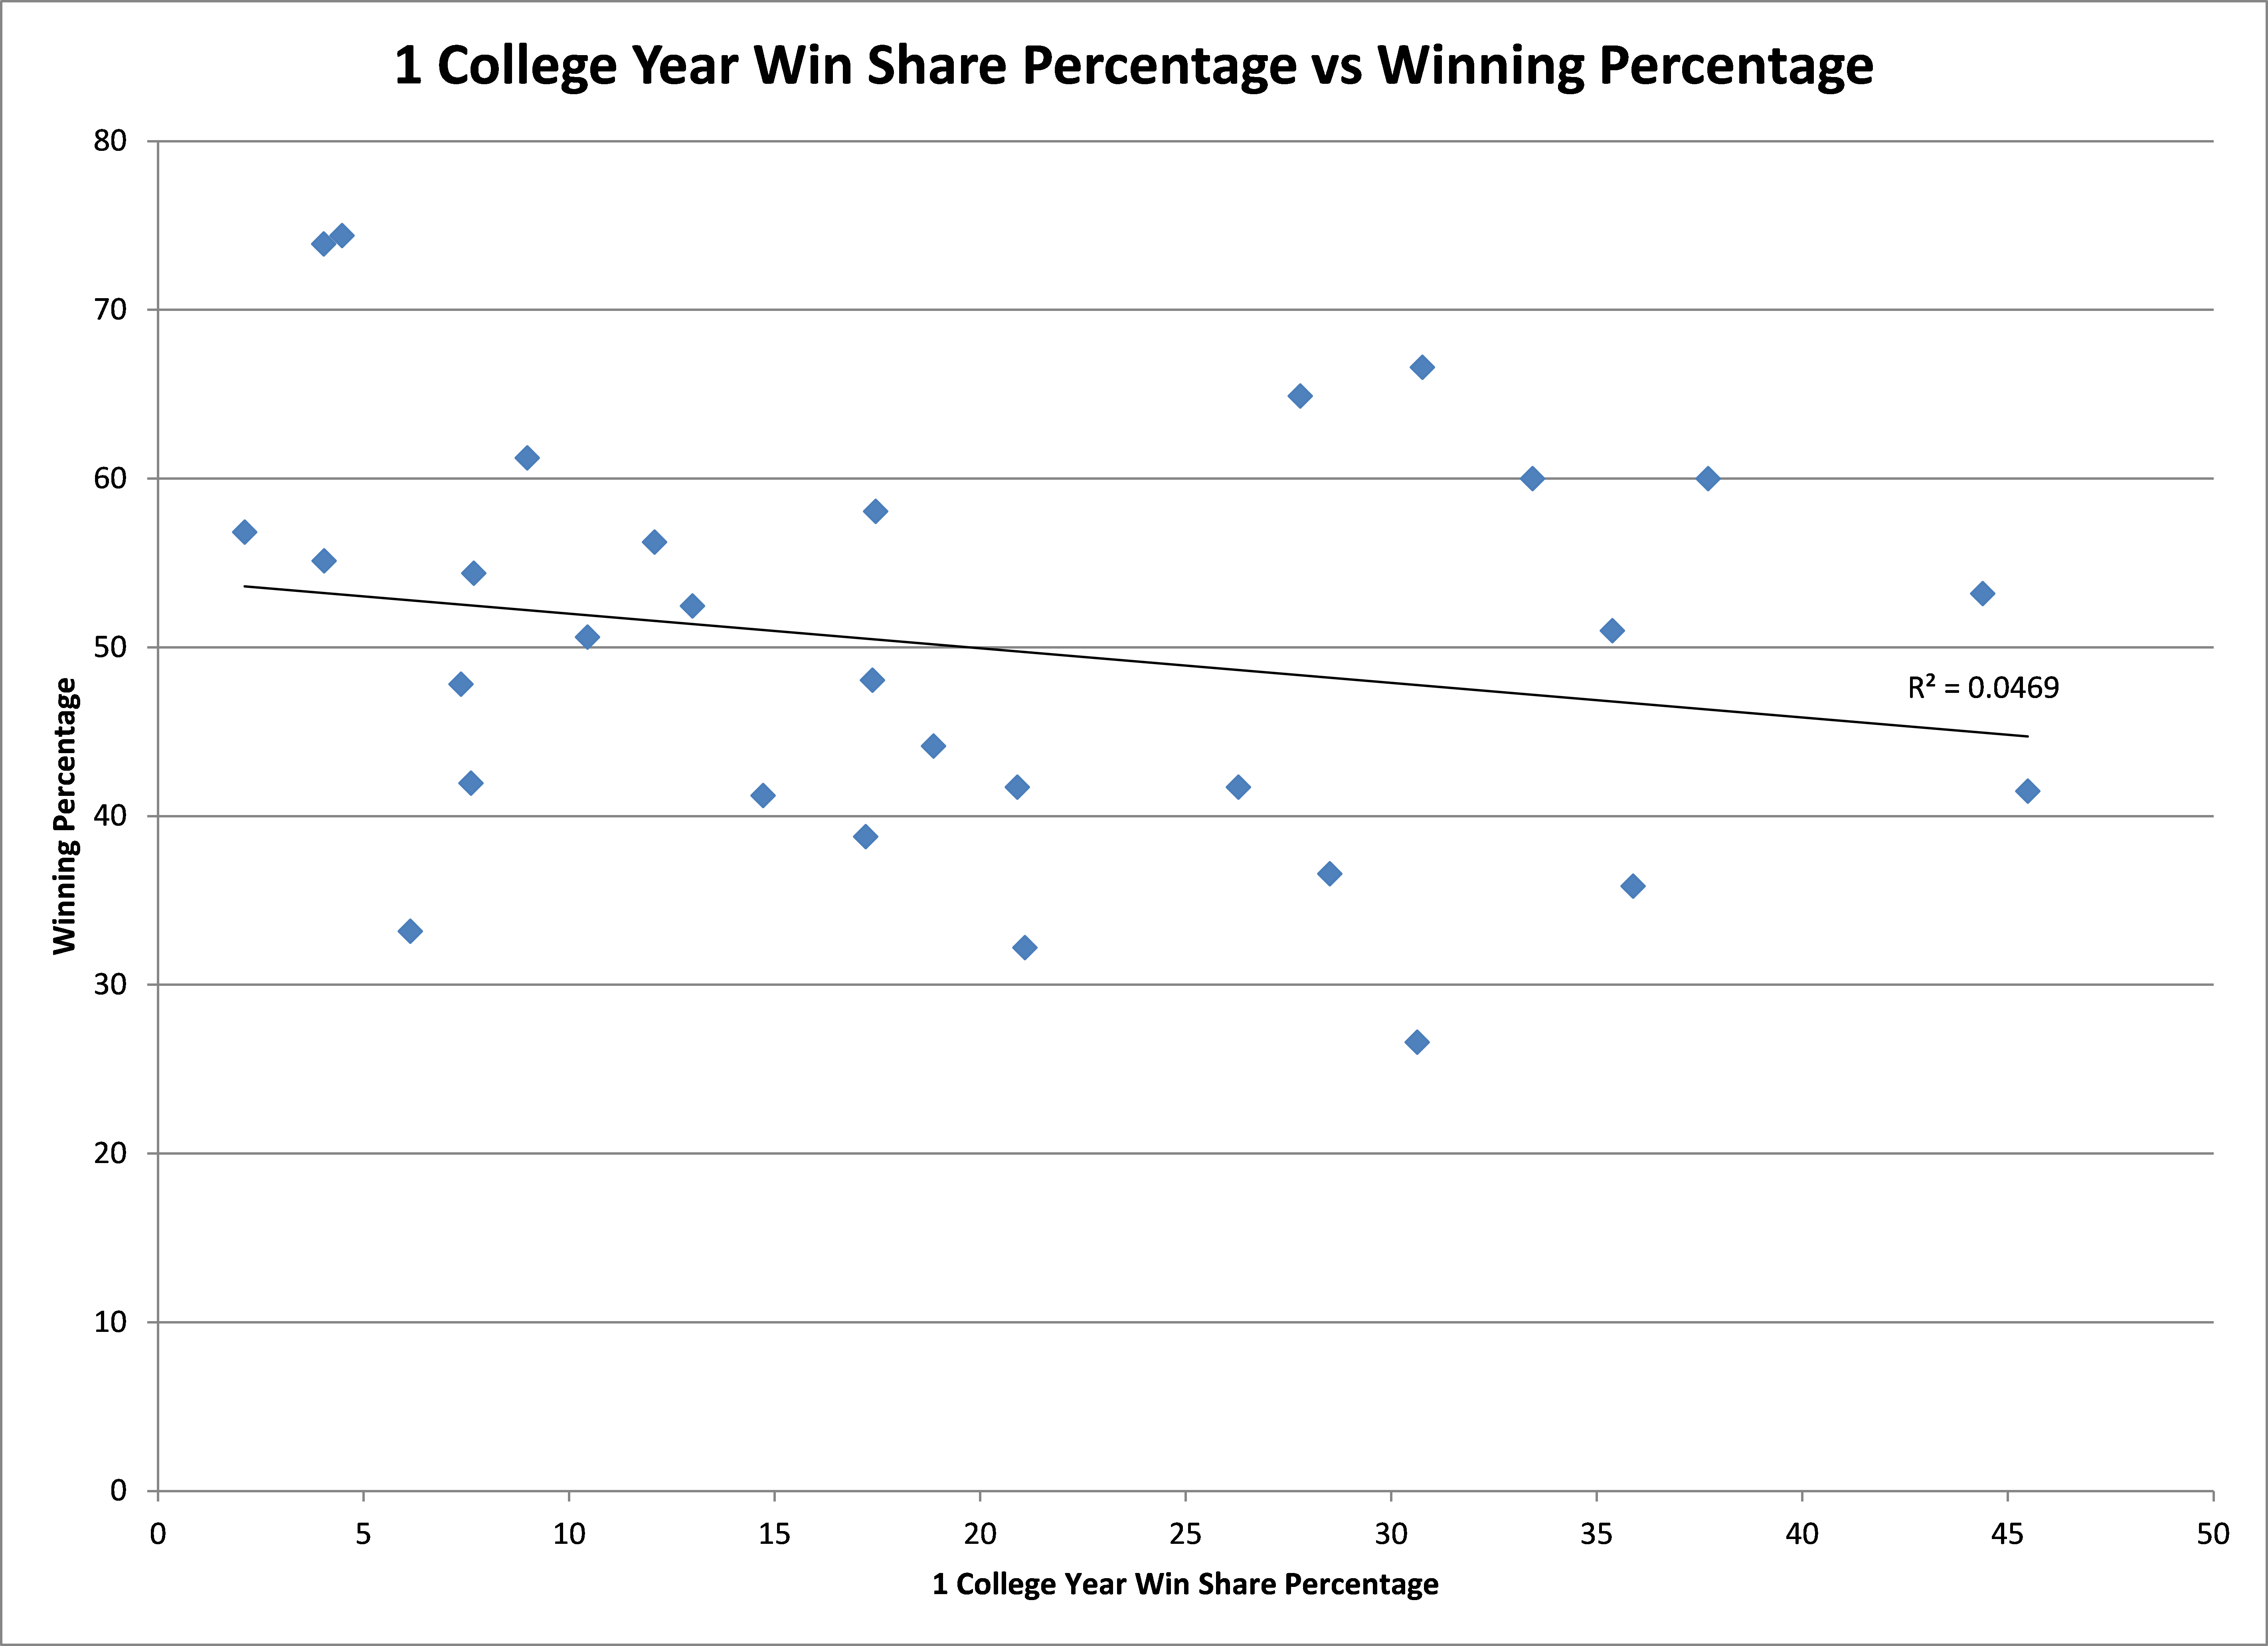 1 College Year Win Share Percentage vs Winning Percentage
80
70
60
50
40
30
20
10
0
Winning Percentage
R² = 0.0469
0 5 10 15 20 25 30 35 40 45 50
1 College Year Win Share Percentage